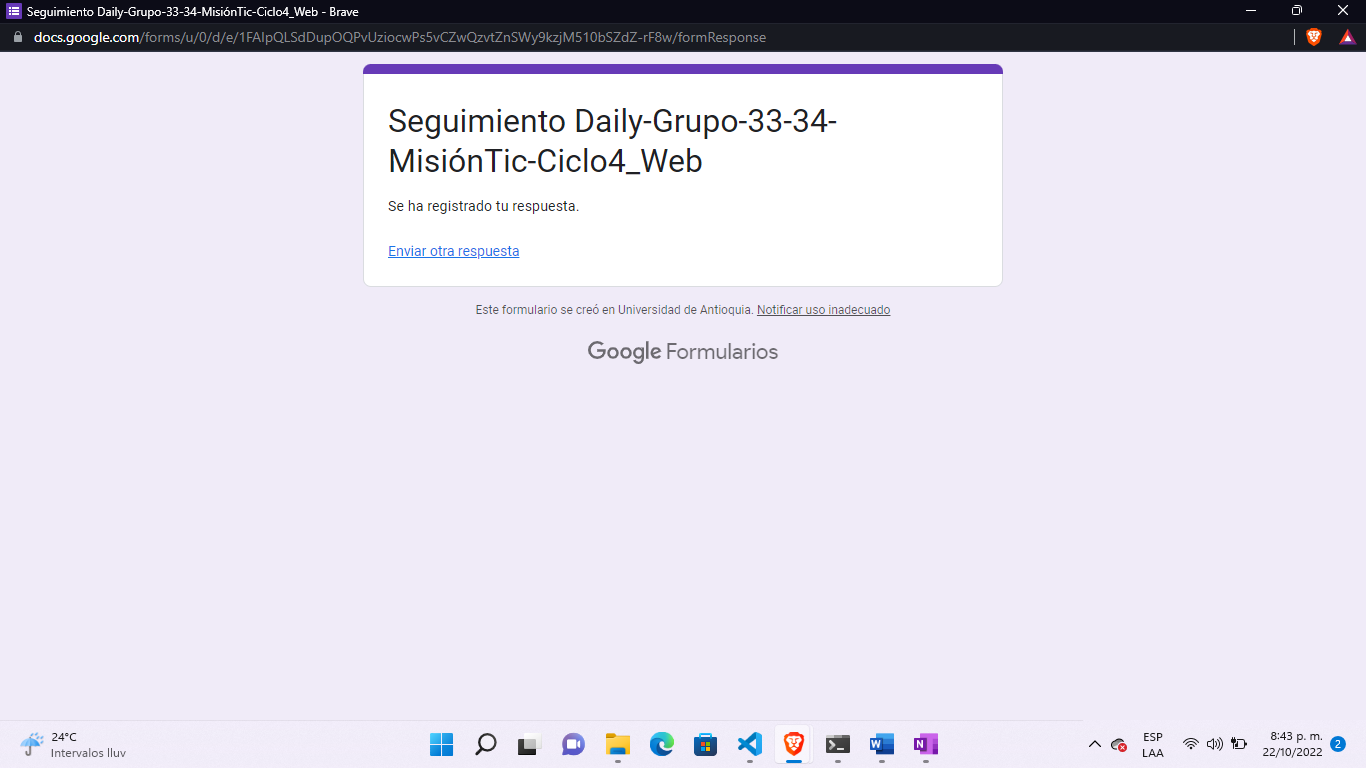 Seguimiento Daily-Grupo-33-34-MisiónTic-Ciclo4_Web - Brave
docs.google.com/forms/u/0/d/e/1FAIpQLSdDupOQPvUziocwPs5vCZwQzvtZnSWy9kzjM510bSZdZ-rF8w/formResponse
Seguimiento Daily-Grupo-33-34-
MisiónTic-Ciclo4_Web
Se ha registrado tu respuesta.
Enviar otra respuesta
Este formulario se creó en Universidad de Antioquia. Notificar uso inadecuado
Google Formularios
24°C
Intervalos lluv
ESP
LAA
8:43 p. m.
22/10/2022
2